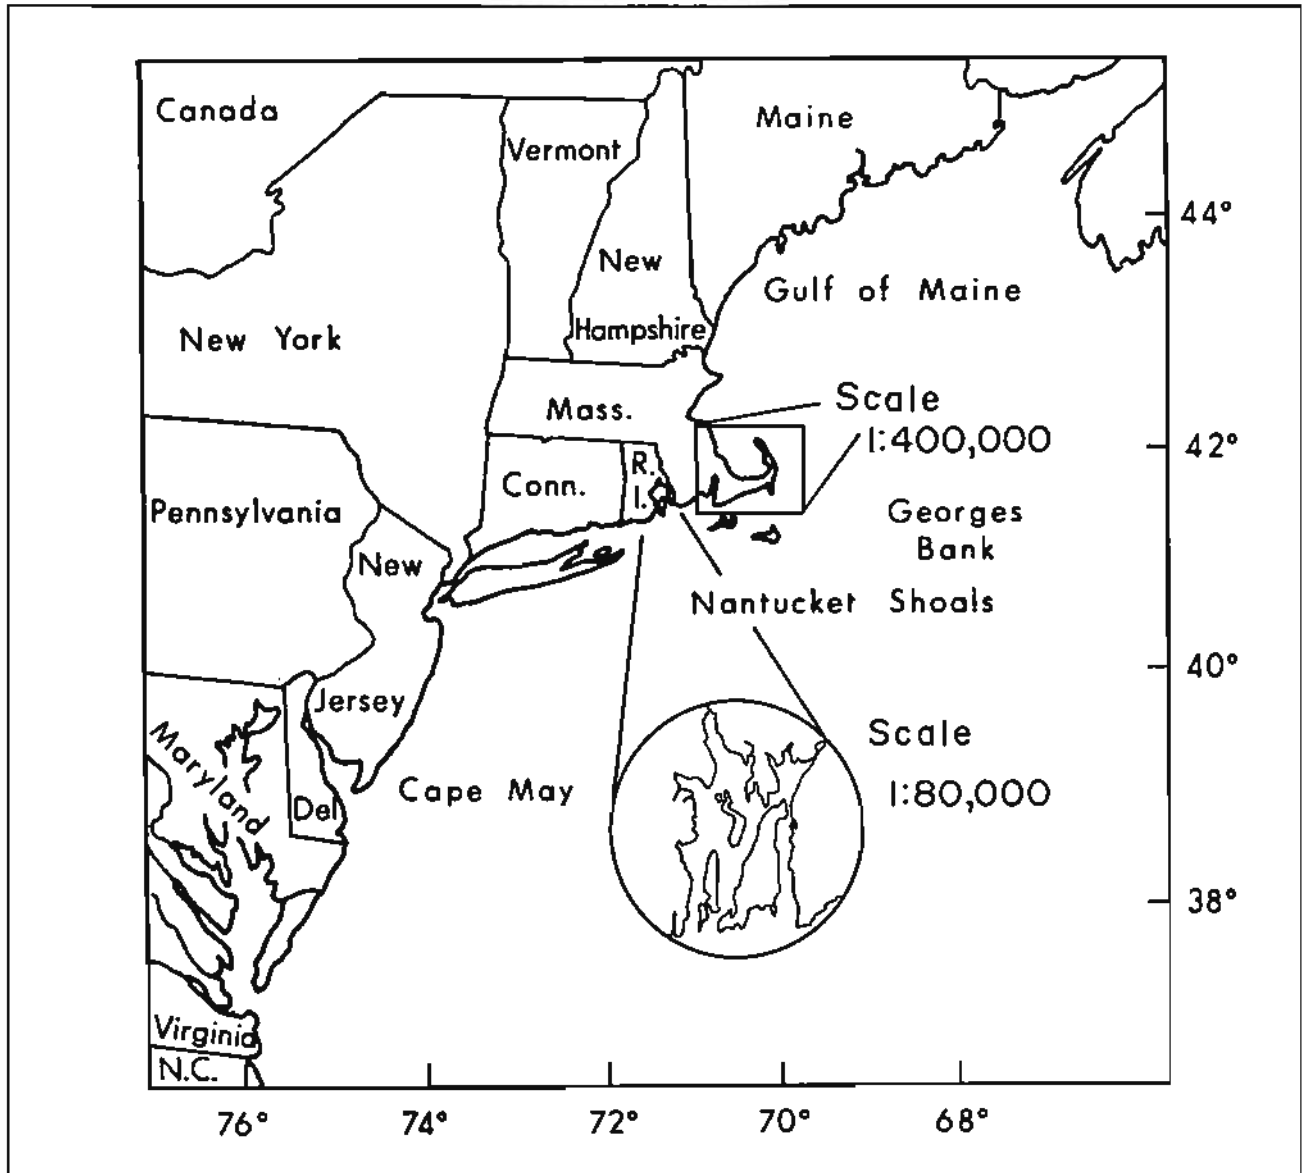 Canada
Maine
Vermont
44°
New
Hampshire
Gulf of Maine
New York
Scale
1:400,000
Mass.
42°
R.
I.
Conn.
Pennsylvania
Georges
Bank
New
Jersey
Nantucket Shoals
40°
Maryland
Scale
1:80,000
Cape May
Del
38°
Virginia
N.C.
76° 74° 72° 70° 68°